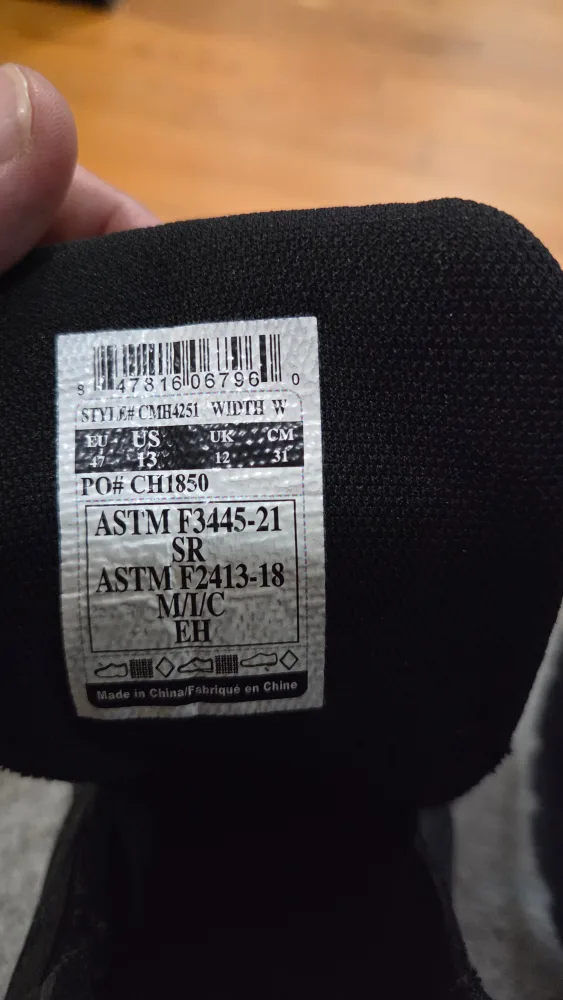 9 47816 06796 0
STYLE# CMH4251 WIDTH W
EU US UK CM
47 13 12 31
PO# CH1850
ASTM F3445-21
SR
ASTM F2413-18
M/I/C
EH
Made in China/Fabriqué en Chine